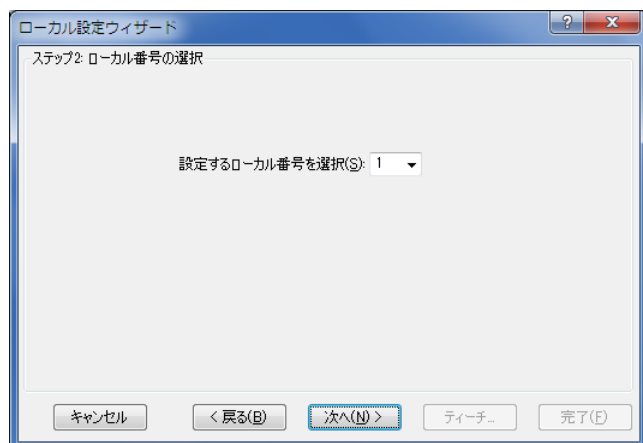 ローカル設定ウィザード
ステップ2: ローカル番号の選択
設定するローカル番号を選択(S): 1
キャンセル < 戻る(B) 次へ(N) > ティーチ... 完了(F)